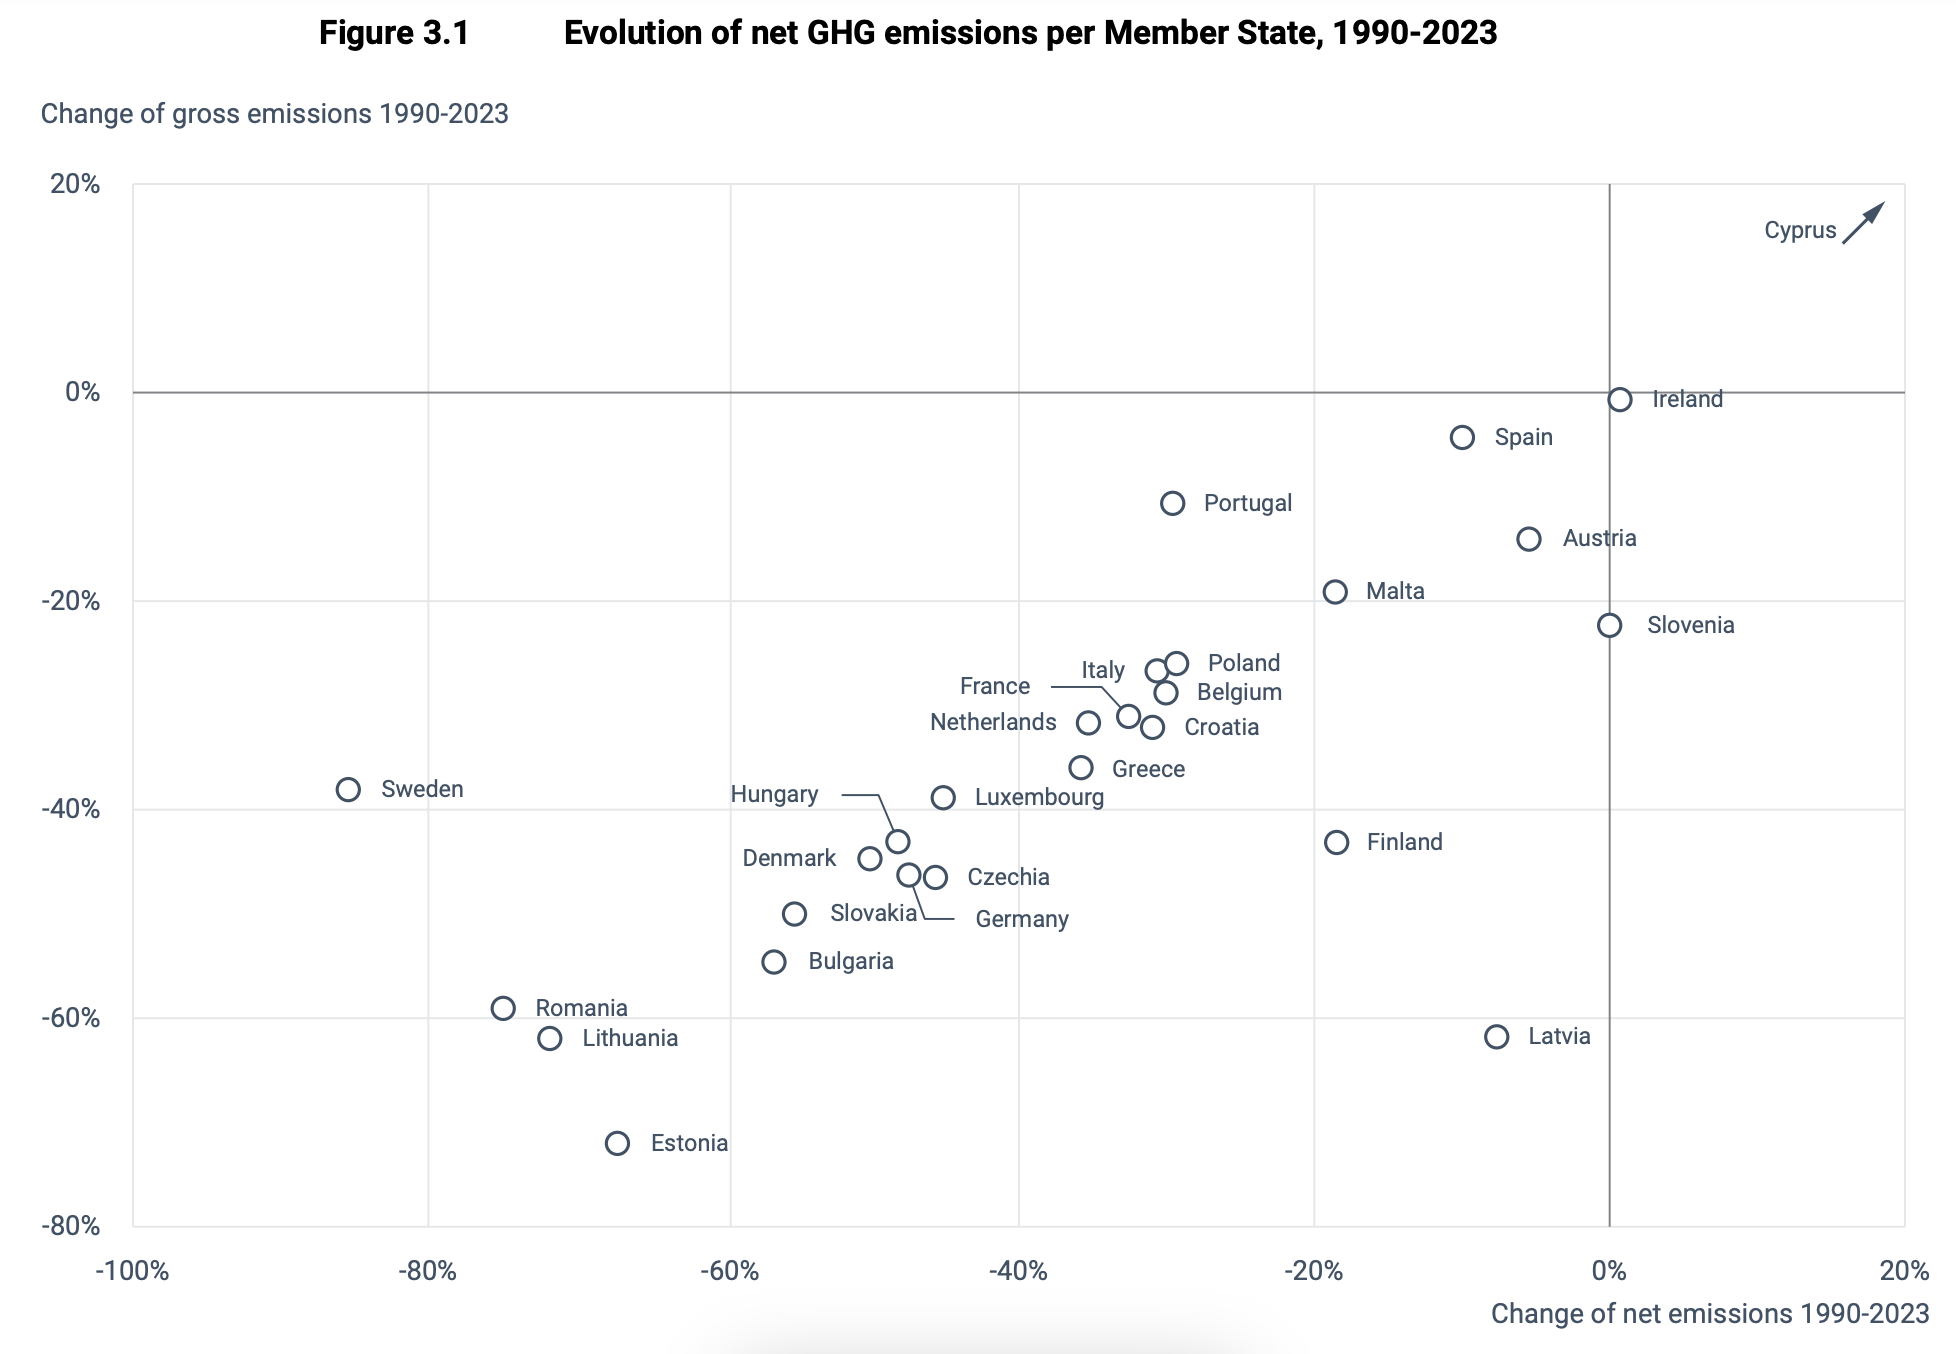 Figure 3.1 Evolution of net GHG emissions per Member State, 1990-2023
Change of gross emissions 1990-2023
20%
Cyprus
0%
Ireland
Spain
Portugal
Austria
Malta
-20%
Slovenia
Poland
Italy
France
Belgium
Netherlands
Croatia
Greece
Sweden
Hungary
Luxembourg
-40%
Finland
Denmark
Czechia
Slovakia
Germany
Bulgaria
Romania
-60%
Lithuania
Latvia
Estonia
-80%
-100% -80% -60% -40% -20% 0% 20%
Change of net emissions 1990-2023